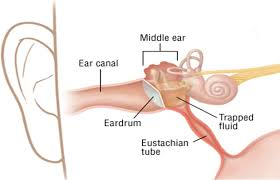 Middle ear
Ear canal
Eardrum
Trapped
fluid
Eustachian
tube